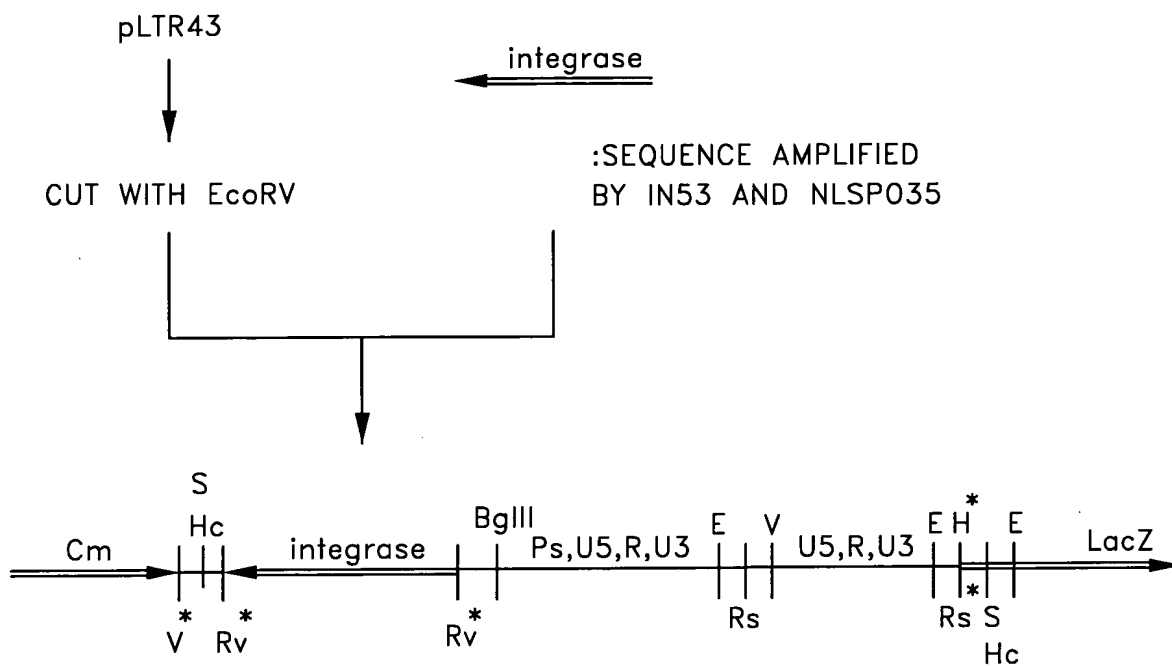 pLTR43
integrase
:SEQUENCE AMPLIFIED
BY IN53 AND NLSPO35
CUT WITH EcoRV
S
Hc
BglII
E
V
E
H*
E
Cm
integrase
Ps,U5,R,U3
U5,R,U3
LacZ
V*
Rv*
Rv*
Rs
Rs*
S
Hc